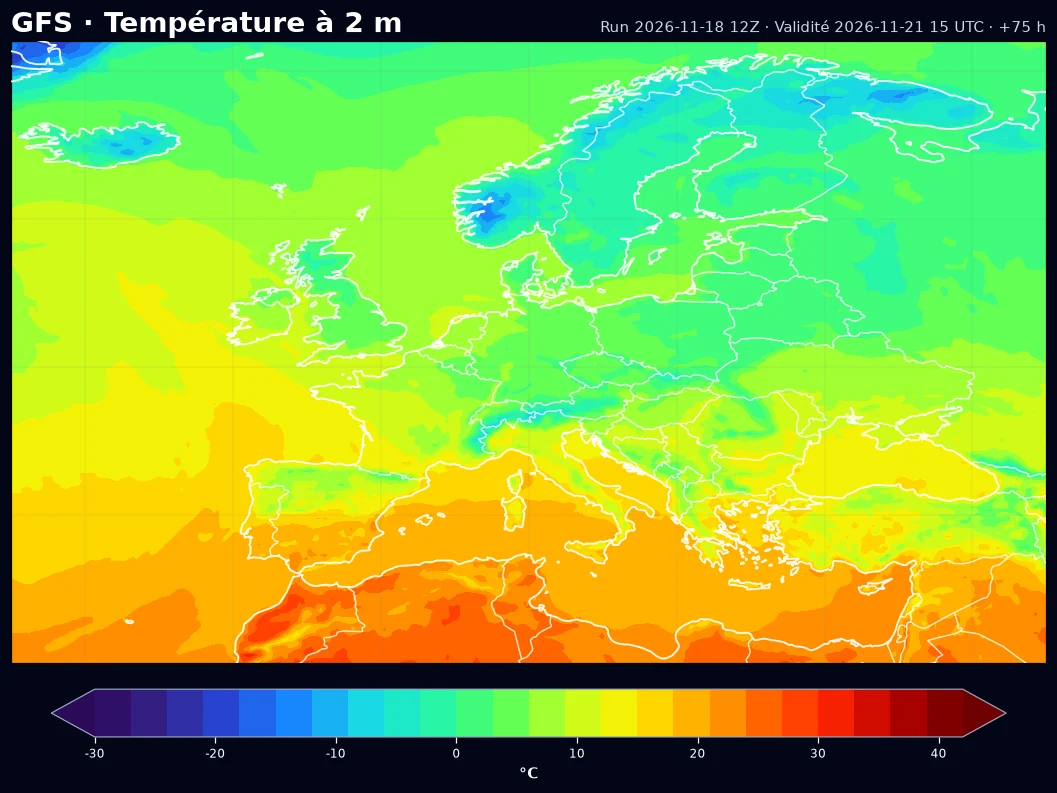 GFS · Température à 2 m
Run 2026-11-18 12Z · Validité 2026-11-21 15 UTC · +75 h
-30 -20 -10 0 10 20 30 40
°C